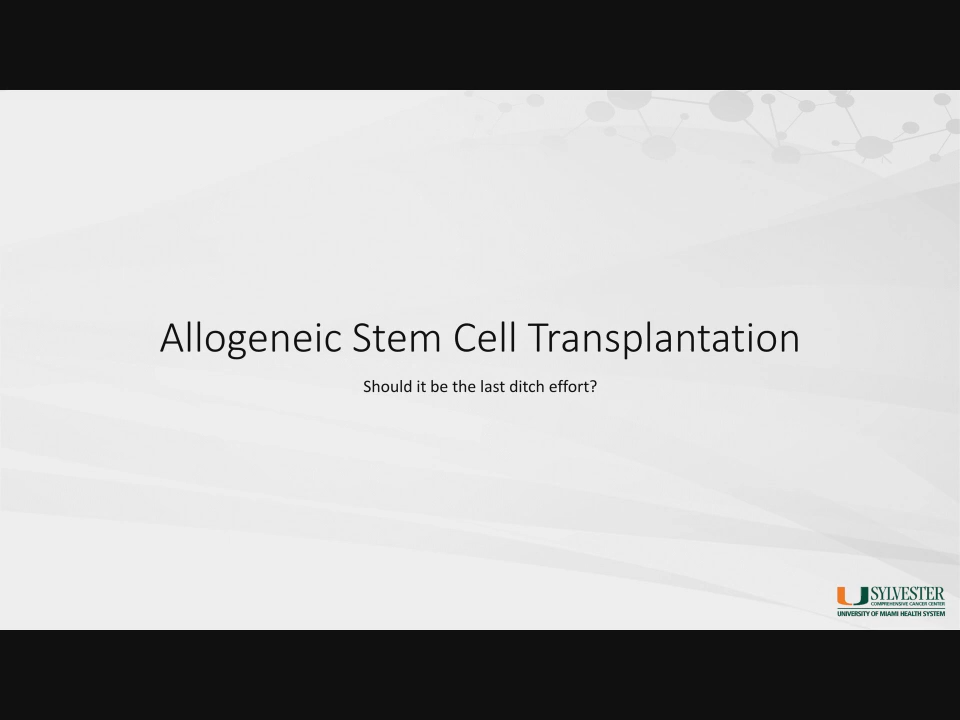 Allogeneic Stem Cell Transplantation
Should it be the last ditch effort?
SYLVESTER
COMPREHENSIVE CANCER CENTER
UNIVERSITY OF MIAMI HEALTH SYSTEM